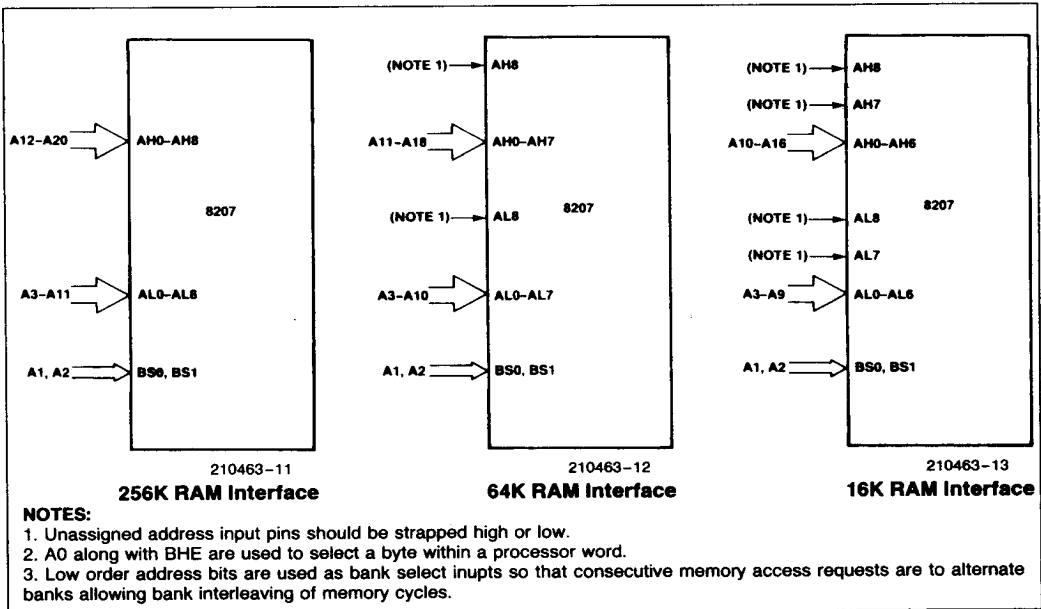 A12–A20
AH0–AH8
8207
A3–A11
AL0–AL8
A1, A2
BS0, BS1
210463–11
256K RAM Interface
(NOTE 1)
AH8
A11–A18
AH0–AH7
(NOTE 1)
AL8
8207
A3–A10
AL0–AL7
A1, A2
BS0, BS1
210463–12
64K RAM Interface
(NOTE 1)
AH8
(NOTE 1)
AH7
A10–A16
AH0–AH6
(NOTE 1)
AL8
8207
(NOTE 1)
AL7
A3–A9
AL0–AL6
A1, A2
BS0, BS1
210463–13
16K RAM Interface
NOTES:
1. Unassigned address input pins should be strapped high or low.
2. A0 along with BHE are used to select a byte within a processor word.
3. Low order address bits are used as bank select inupts so that consecutive memory access requests are to alternate
banks allowing bank interleaving of memory cycles.